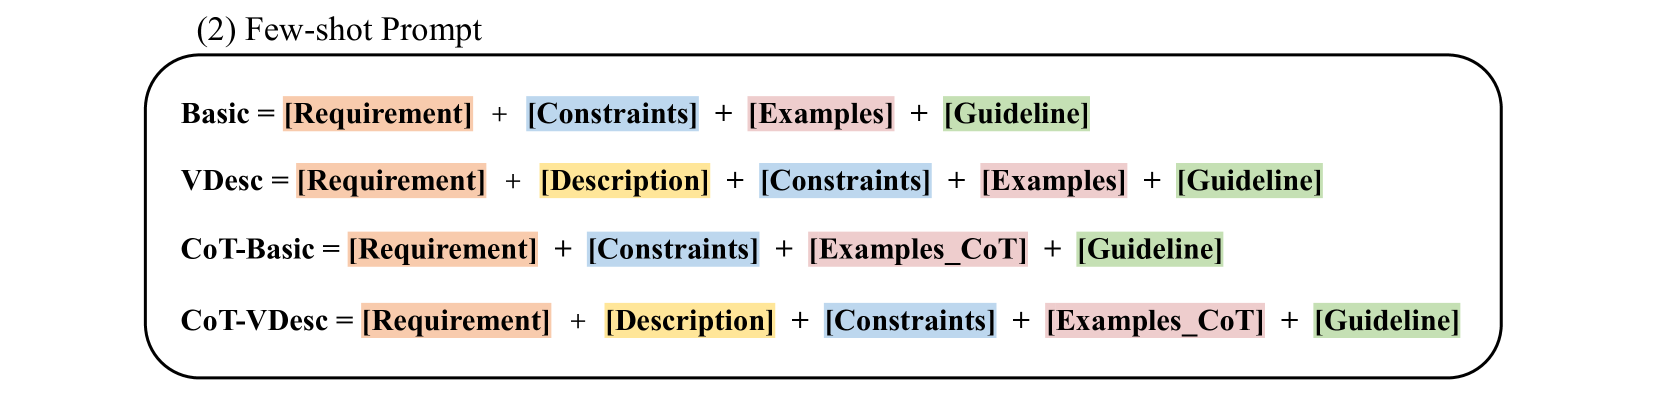 (2) Few-shot Prompt
Basic = [Requirement] + [Constraints] + [Examples] + [Guideline]
VDesc = [Requirement] + [Description] + [Constraints] + [Examples] + [Guideline]
CoT-Basic = [Requirement] + [Constraints] + [Examples_CoT] + [Guideline]
CoT-VDesc = [Requirement] + [Description] + [Constraints] + [Examples_CoT] + [Guideline]